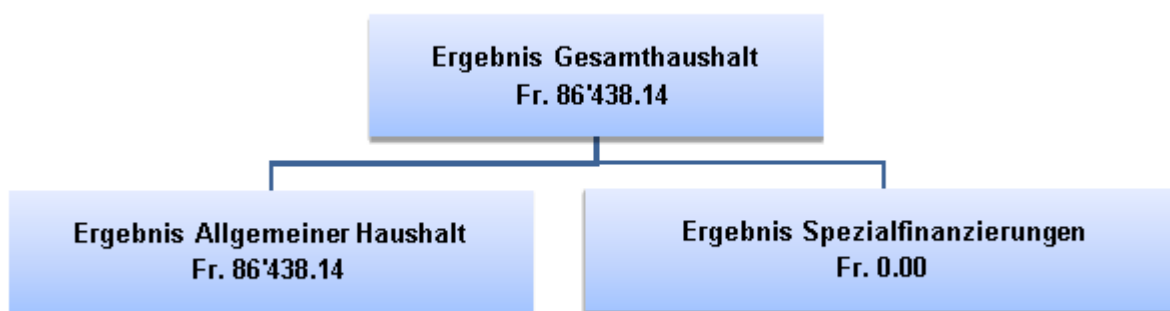 Ergebnis Gesamthaushalt
Fr. 86'438.14
Ergebnis Allgemeiner Haushalt
Fr. 86'438.14
Ergebnis Spezialfinanzierungen
Fr. 0.00